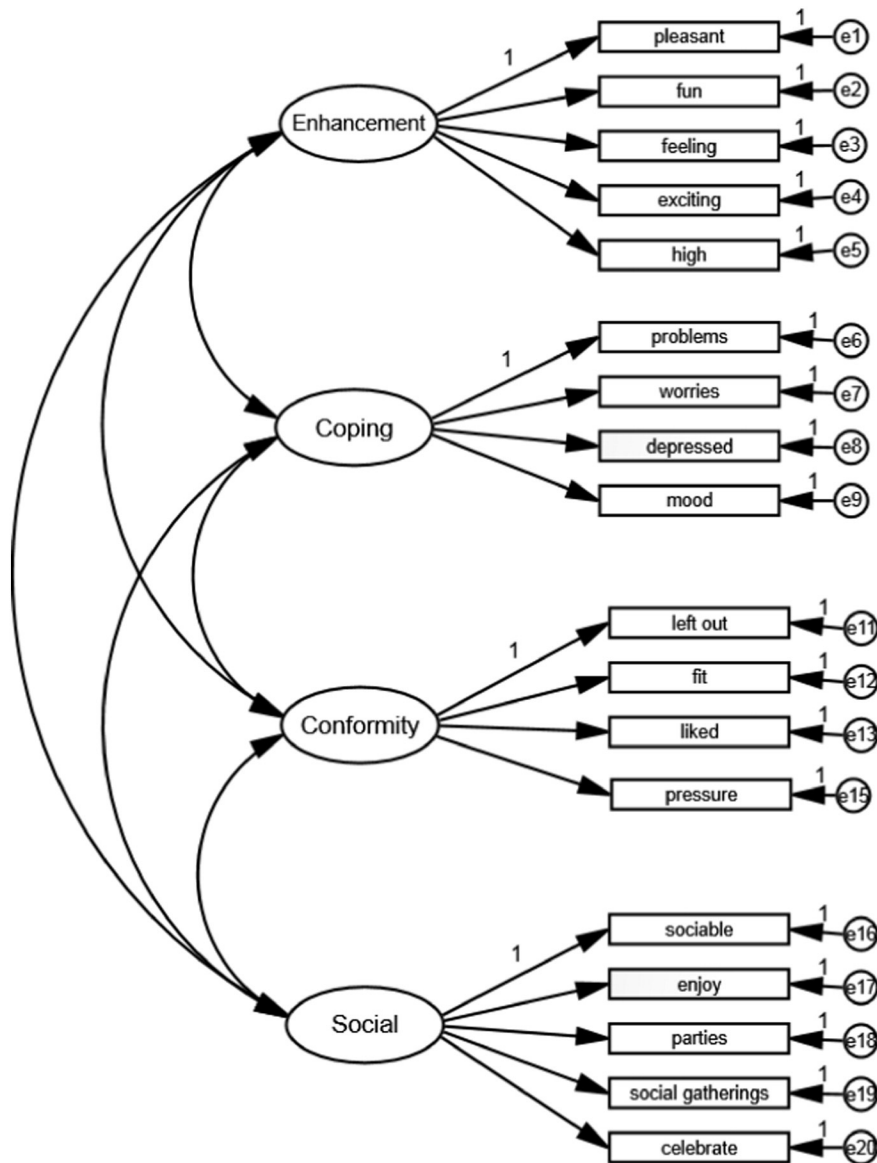 1
pleasant
1
e1
fun
1
e2
Enhancement
feeling
1
e3
exciting
1
e4
high
1
e5
1
problems
1
e6
worries
1
e7
Coping
depressed
1
e8
mood
1
e9
1
left out
1
e11
fit
1
e12
Conformity
liked
1
e13
pressure
1
e15
1
sociable
1
e16
enjoy
1
e17
Social
parties
1
e18
social gatherings
1
e19
celebrate
1
e20